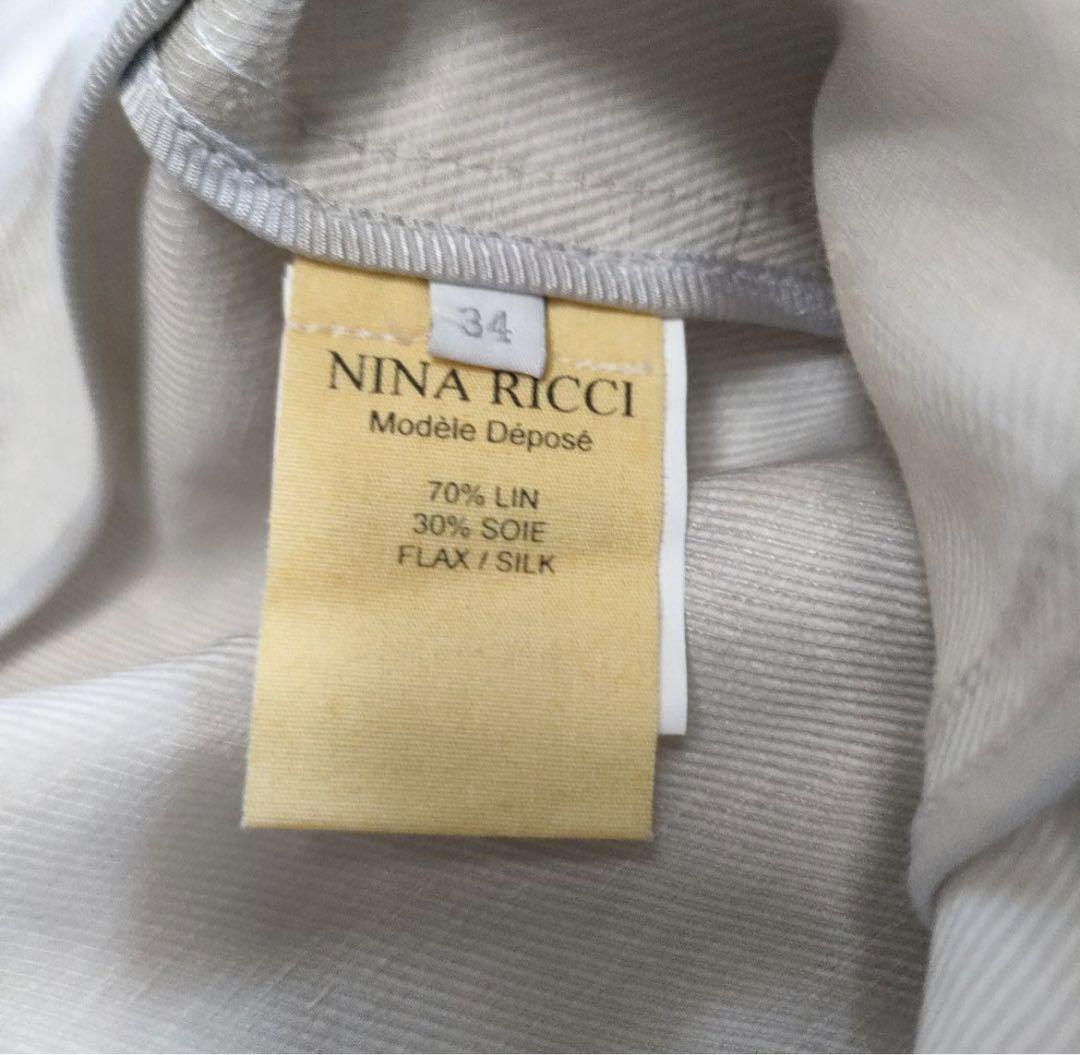 34
NINA RICCI
Modèle Déposé
70% LIN
30% SOIE
FLAX / SILK